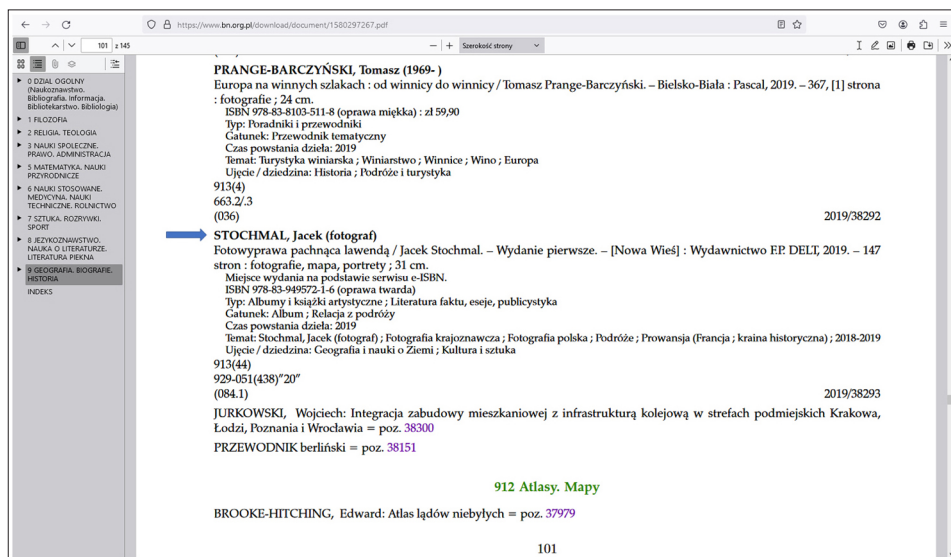 https://www.bn.org.pl/download/document/1580297267.pdf
101 z 145
Szerokość strony
0 DZIAŁ OGÓLNY
(Naukoznawstwo.
Bibliografia. Informacja.
Bibliotekarstwo. Bibliologia)
1 FILOZOFIA
2 RELIGIA. TEOLOGIA
3 NAUKI SPOŁECZNE.
PRAWO. ADMINISTRACJA
5 MATEMATYKA. NAUKI
PRZYRODNICZE
6 NAUKI STOSOWANE.
MEDYCYNA. NAUKI
TECHNICZNE. ROLNICTWO
7 SZTUKA. ROZRYWKI.
SPORT
8 JĘZYKOZNAWSTWO.
NAUKA O LITERATURZE.
LITERATURA PIĘKNA
9 GEOGRAFIA. BIOGRAFIE.
HISTORIA
INDEKS
PRANGE-BARCZYŃSKI, Tomasz (1969- )
Europa na winnych szlakach : od winnicy do winnicy / Tomasz Prange-Barczyński. – Bielsko-Biała : Pascal, 2019. – 367, [1] strona
: fotografie ; 24 cm.
ISBN 978-83-8103-511-8 (oprawa miękka) : zł 59,90
Typ: Poradniki i przewodniki
Gatunek: Przewodnik tematyczny
Czas powstania dzieła: 2019
Temat: Turystyka winiarska ; Winiarstwo ; Winnice ; Wino ; Europa
Ujęcie / dziedzina: Historia ; Podróże i turystyka
913(4)
663.2/.3
(036) 2019/38292
STOCHMAL, Jacek (fotograf)
Fotowyprawa pachnąca lawendą / Jacek Stochmal. – Wydanie pierwsze. – [Nowa Wieś] : Wydawnictwo F.P. DELT, 2019. – 147
stron : fotografie, mapa, portrety ; 31 cm.
Miejsce wydania na podstawie serwisu e-ISBN.
ISBN 978-83-949572-1-6 (oprawa twarda)
Typ: Albumy i książki artystyczne ; Literatura faktu, eseje, publicystyka
Gatunek: Album ; Relacja z podróży
Czas powstania dzieła: 2019
Temat: Stochmal, Jacek (fotograf) ; Fotografia krajoznawcza ; Fotografia polska ; Podróże ; Prowansja (Francja ; kraina historyczna) ; 2018-2019
Ujęcie / dziedzina: Geografia i nauki o Ziemi ; Kultura i sztuka
913(44)
929-051(438)"20"
(084.1) 2019/38293
JURKOWSKI, Wojciech: Integracja zabudowy mieszkaniowej z infrastrukturą kolejową w strefach podmiejskich Krakowa,
Łodzi, Poznania i Wrocławia = poz. 38300
PRZEWODNIK berliński = poz. 38151
912 Atlasy. Mapy
BROOKE-HITCHING, Edward: Atlas lądów niebyłych = poz. 37979
101